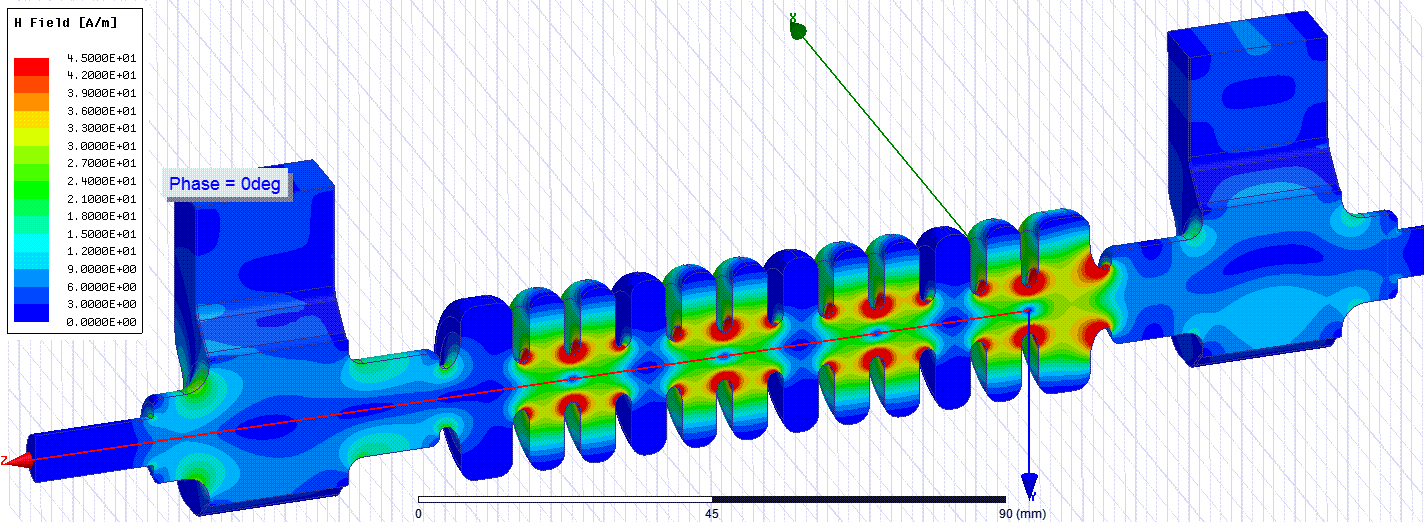 H Field [A/m]
4.5000E+01
4.2000E+01
3.9000E+01
3.6000E+01
3.3000E+01
3.0000E+01
2.7000E+01
2.4000E+01
2.1000E+01
1.8000E+01
1.5000E+01
1.2000E+01
9.0000E+00
6.0000E+00
3.0000E+00
0.0000E+00
Phase = 0deg
X
Z
Y
0 45 90 (mm)